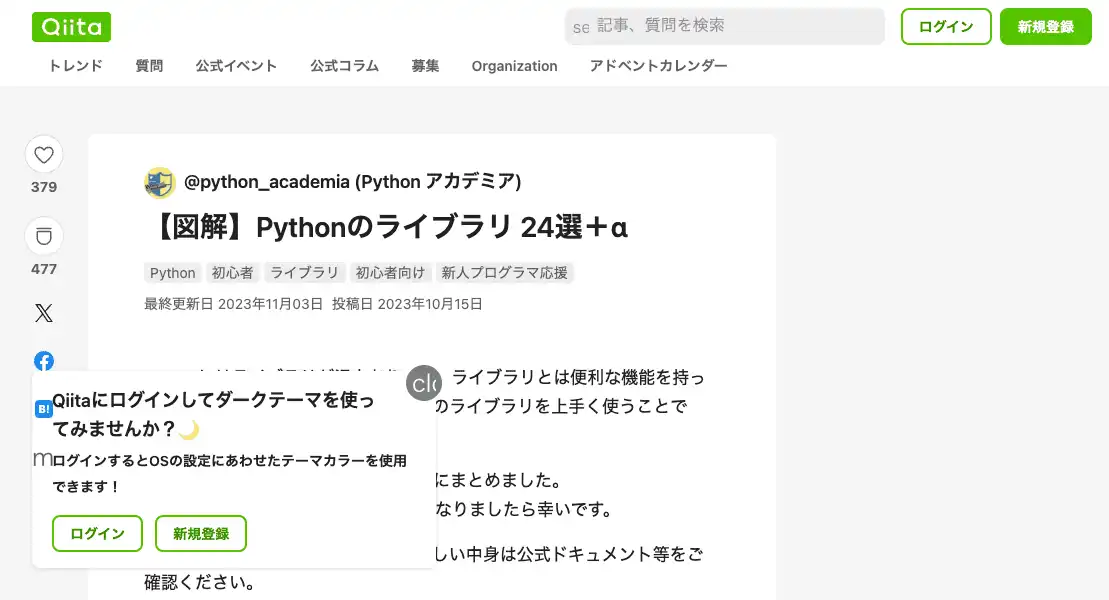 Qiita
se 記事、質問を検索
ログイン
新規登録
トレンド 質問 公式イベント 公式コラム 募集 Organization アドベントカレンダー
379
477
@python_academia (Python アカデミア)
【図解】Pythonのライブラリ 24選＋α
Python 初心者 ライブラリ 初心者向け 新人プログラマ応援
最終更新日 2023年11月03日 投稿日 2023年10月15日
ライブラリとは便利な機能を持っ
のライブラリを上手く使うことで
にまとめました。
なりましたら幸いです。
しい中身は公式ドキュメント等をご
確認ください。
B!
Qiitaにログインしてダークテーマを使っ
てみませんか？🌙
ログインするとOSの設定にあわせたテーマカラーを使用
できます！
ログイン 新規登録